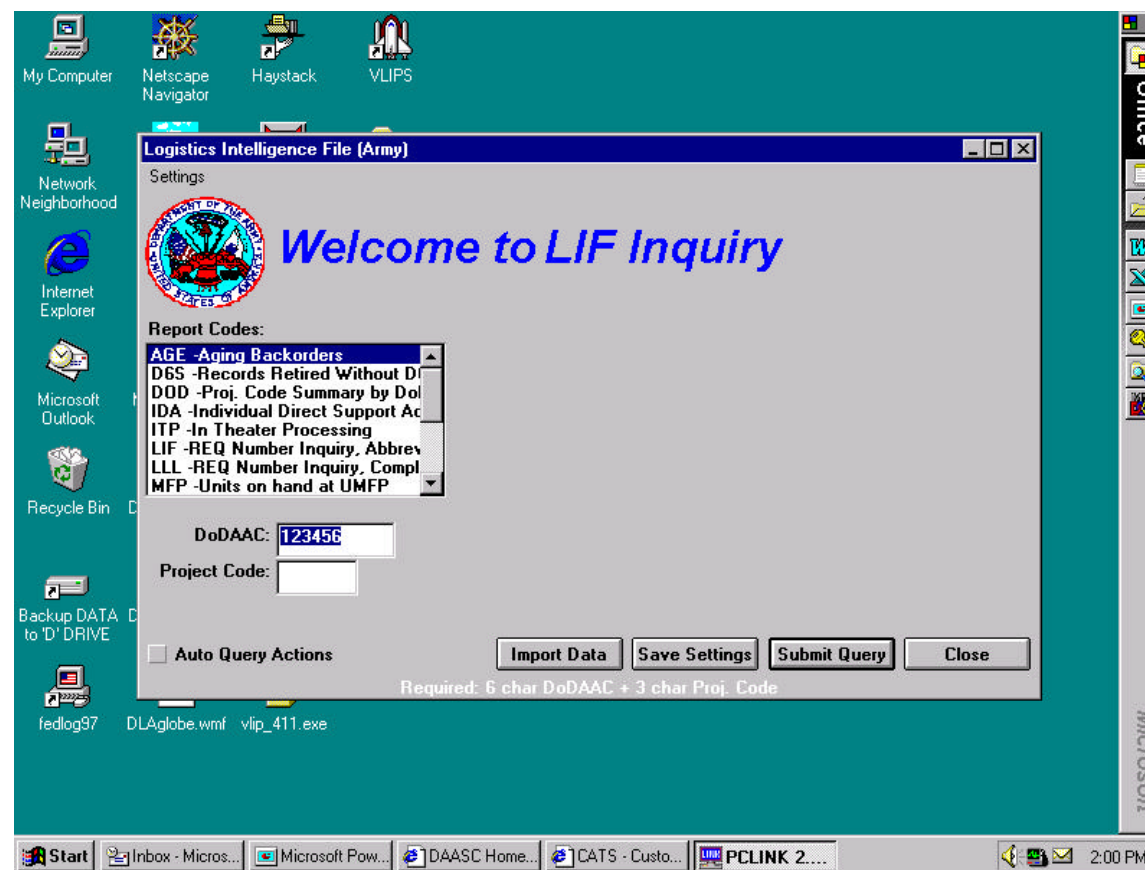 My Computer
Netscape
Navigator
Haystack
VLIPS
Network
Neighborhood
Internet
Explorer
Microsoft
Outlook
Recycle Bin
Backup DATA
to 'D' DRIVE
fedlog97
DLAglobe.wmf
vlip_411.exe
Logistics Intelligence File (Army)
Settings
Welcome to LIF Inquiry
Report Codes:
AGE -Aging Backorders
D6S -Records Retired Without D
DOD -Proj. Code Summary by Do
IDA -Individual Direct Support Ac
ITP -In Theater Processing
LIF -REQ Number Inquiry, Abbrev
LLL -REQ Number Inquiry, Compl
MFP -Units on hand at UMFP
DoDAAC: 123456
Project Code:
Auto Query Actions
Import Data
Save Settings
Submit Query
Close
Required: 6 char DoDAAC + 3 char Proj. Code
Office
Microsoft
Start
Inbox - Micros...
Microsoft Pow...
DAASC Home...
CATS - Custo...
PCLINK 2....
2:00 PM